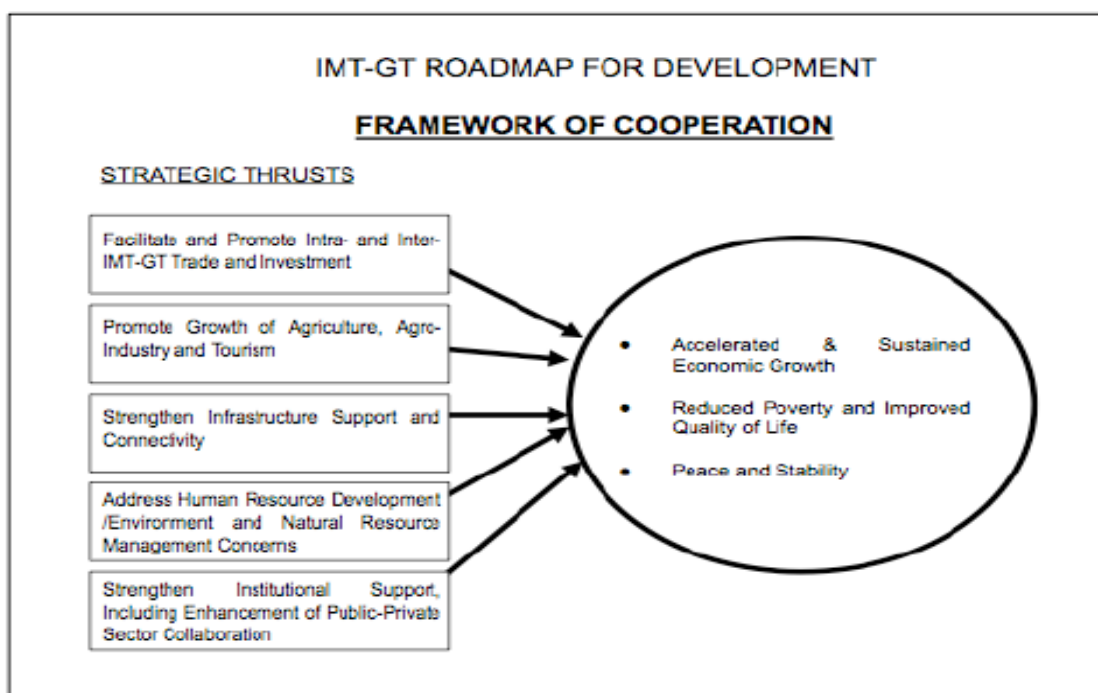 IMT-GT ROADMAP FOR DEVELOPMENT
FRAMEWORK OF COOPERATION
STRATEGIC THRUSTS
Facilitate and Promote Intra- and Inter-
IMT-GT Trade and Investment
Promote Growth of Agriculture, Agro-
Industry and Tourism
Strengthen Infrastructure Support and
Connectivity
Address Human Resource Development
/Environment and Natural Resource
Management Concerns
Strengthen Institutional Support,
Including Enhancement of Public-Private
Sector Collaboration
• Accelerated & Sustained
Economic Growth
• Reduced Poverty and Improved
Quality of Life
• Peace and Stability